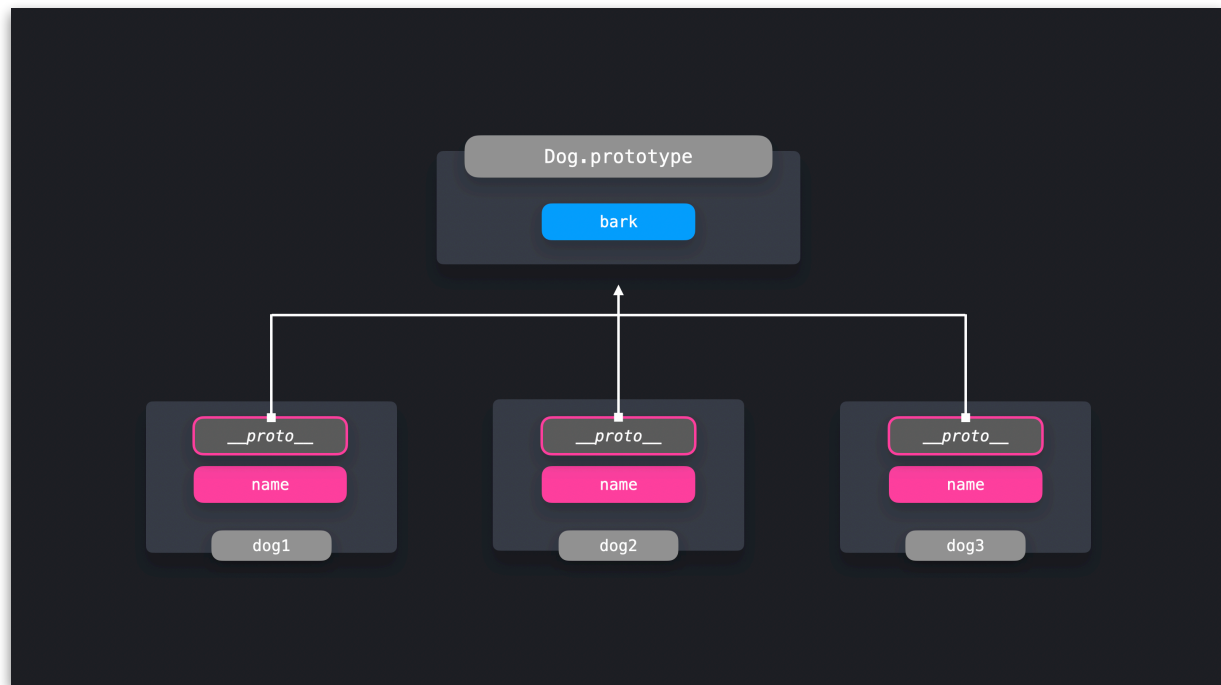 Dog.prototype
bark
__proto__
__proto__
__proto__
name
name
name
dog1
dog2
dog3